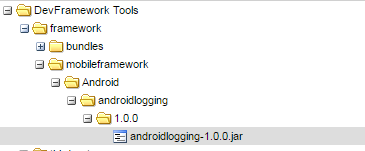 DevFramework Tools
framework
bundles
mobileframework
Android
androidlogging
1.0.0
androidlogging-1.0.0.jar